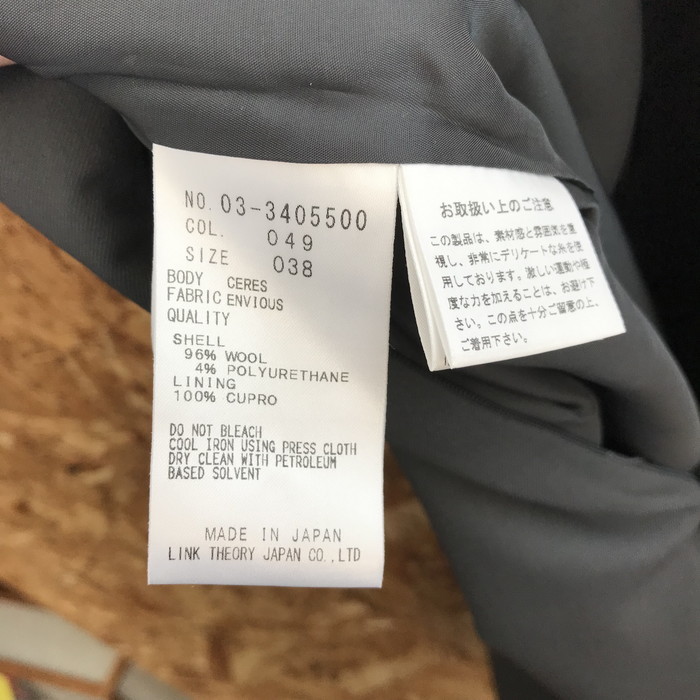 NO. 03-3405500
COL. 049
SIZE 038
BODY CERES
FABRIC ENVIOUS
QUALITY
SHELL
96% WOOL
4% POLYURETHANE
LINING
100% CUPRO
DO NOT BLEACH
COOL IRON USING PRESS CLOTH
DRY CLEAN WITH PETROLEUM
BASED SOLVENT
MADE IN JAPAN
LINK THEORY JAPAN CO.,LTD
お取扱い上のご注意
この製品は、素材感と雰囲気を重
視し、非常にデリケートな糸を使
用しております。激しい運動や極
度な力を加えることは、お避け下
さい。この点を十分ご留意の上、
ご着用下さい。